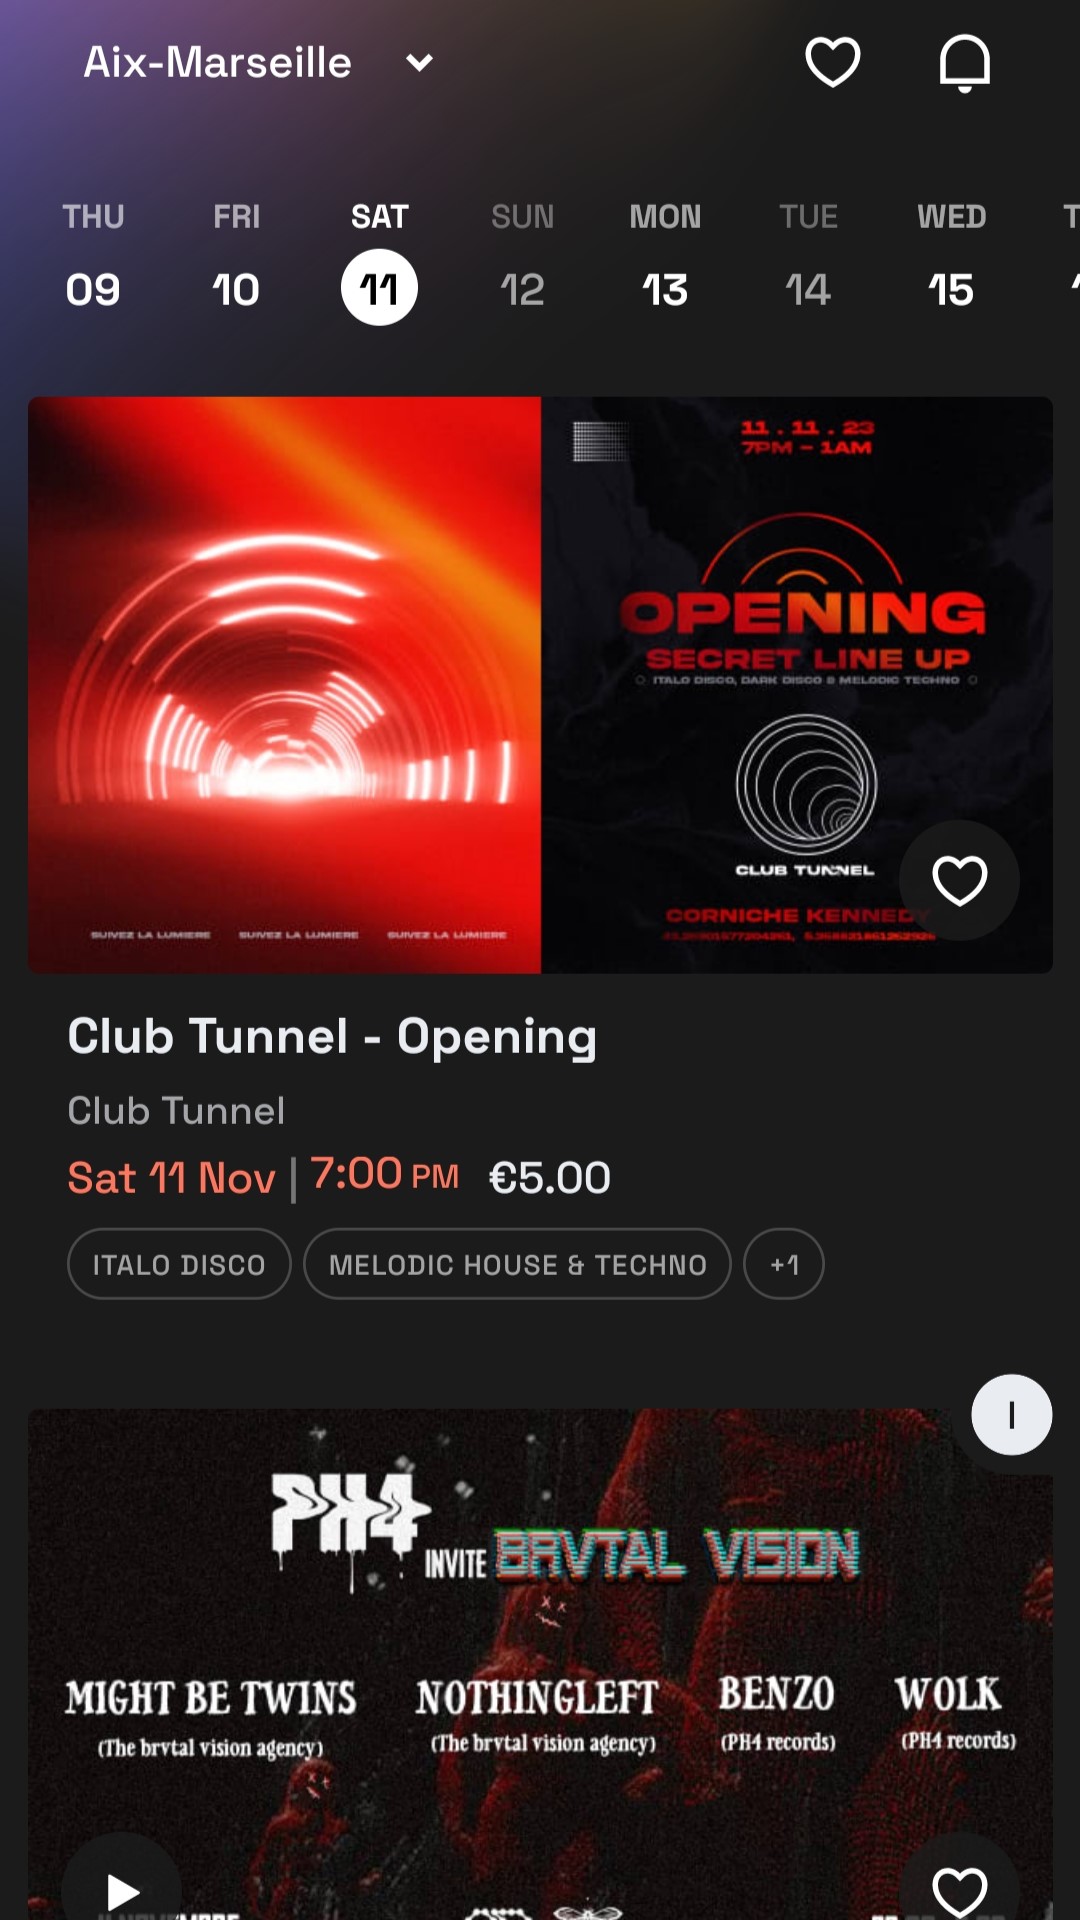 Aix-Marseille
THU FRI SAT SUN MON TUE WED
09 10 11 12 13 14 15
11 . 11 . 23
7PM – 1AM
OPENING
SECRET LINE UP
ITALO DISCO, DARK DISCO & MELODIC TECHNO
CLUB TUNNEL
CORNICHE KENNEDY
SUIVEZ LA LUMIERE SUIVEZ LA LUMIERE SUIVEZ LA LUMIERE
Club Tunnel - Opening
Club Tunnel
Sat 11 Nov | 7:00 PM €5.00
ITALO DISCO MELODIC HOUSE & TECHNO +1
I
PH4 INVITE BRVTAL VISION
MIGHT BE TWINS NOTHINGLEFT BENZO WOLK
(The brvtal vision agency) (The brvtal vision agency) (PH4 records) (PH4 records)